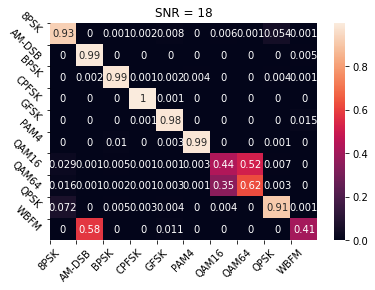 SNR = 18
8PSK 0.93 0 0.001 0.002 0.008 0 0.006 0.001 0.054 0.001
AM-DSB 0 0.99 0 0 0 0 0 0 0 0.005
BPSK 0 0.002 0.99 0.001 0.002 0.004 0 0 0.004 0.001
CPFSK 0 0 0 1 0.001 0 0 0 0 0
GFSK 0 0 0 0.001 0.98 0 0 0 0 0.015
PAM4 0 0 0.01 0 0.003 0.99 0 0 0.001 0
QAM16 0.029 0.001 0.005 0.001 0.001 0.003 0.44 0.52 0.007 0
QAM64 0.016 0.001 0.002 0.001 0.003 0.001 0.35 0.62 0.003 0
QPSK 0.072 0 0.005 0.003 0.004 0 0.004 0 0.91 0.001
WBFM 0 0.58 0 0 0.011 0 0 0 0 0.41
8PSK AM-DSB BPSK CPFSK GFSK PAM4 QAM16 QAM64 QPSK WBFM
0.8
0.6
0.4
0.2
0.0